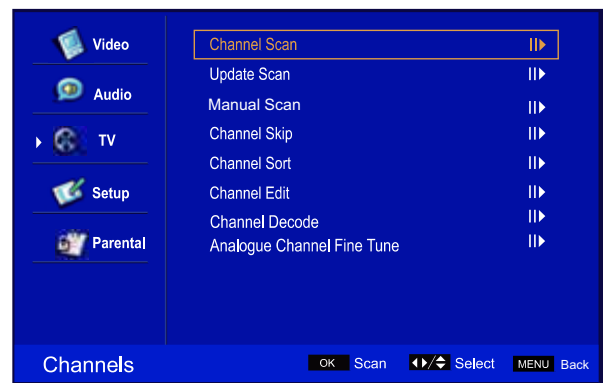 Video
Audio
TV
Setup
Parental
Channel Scan
Update Scan
Manual Scan
Channel Skip
Channel Sort
Channel Edit
Channel Decode
Analogue Channel Fine Tune
Channels OK Scan Select MENU Back